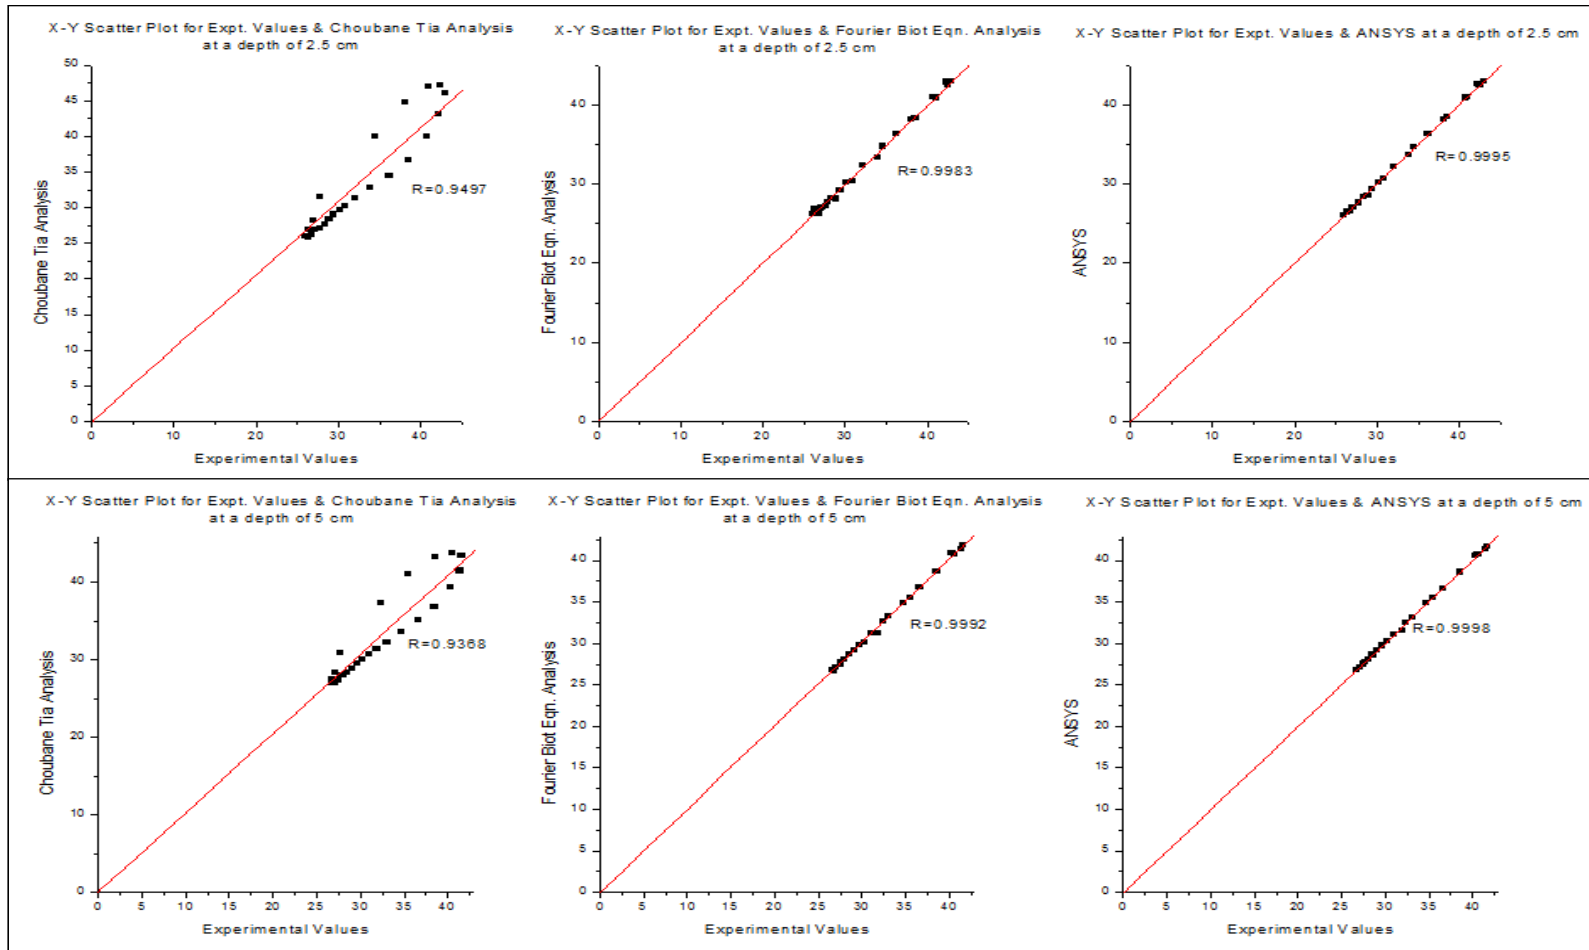 X-Y Scatter Plot for Expt. Values & Choubane Tia Analysis
at a depth of 2.5 cm
50
45
40
35
30
25
20
15
10
5
0
Choubane Tia Analysis
R=0.9497
0 10 20 30 40
Experimental Values
X-Y Scatter Plot for Expt. Values & Fourier Biot Eqn. Analysis
at a depth of 2.5 cm
40
30
20
10
0
Fourier Biot Eqn. Analysis
R=0.9983
0 10 20 30 40
Experimental Values
X-Y Scatter Plot for Expt. Values & ANSYS at a depth of 2.5 cm
40
30
20
10
0
ANSYS
R=0.9995
0 10 20 30 40
Experimental Values
X-Y Scatter Plot for Expt. Values & Choubane Tia Analysis
at a depth of 5 cm
40
30
20
10
0
Choubane Tia Analysis
R=0.9368
0 5 10 15 20 25 30 35 40
Experimental Values
X-Y Scatter Plot for Expt. Values & Fourier Biot Eqn. Analysis
at a depth of 5 cm
40
35
30
25
20
15
10
5
0
Fourier Biot Eqn. Analysis
R=0.9992
0 5 10 15 20 25 30 35 40
Experimental Values
X-Y Scatter Plot for Expt. Values & ANSYS at a depth of 5 cm
40
35
30
25
20
15
10
5
0
ANSYS
R=0.9998
0 5 10 15 20 25 30 35 40
Experimental Values